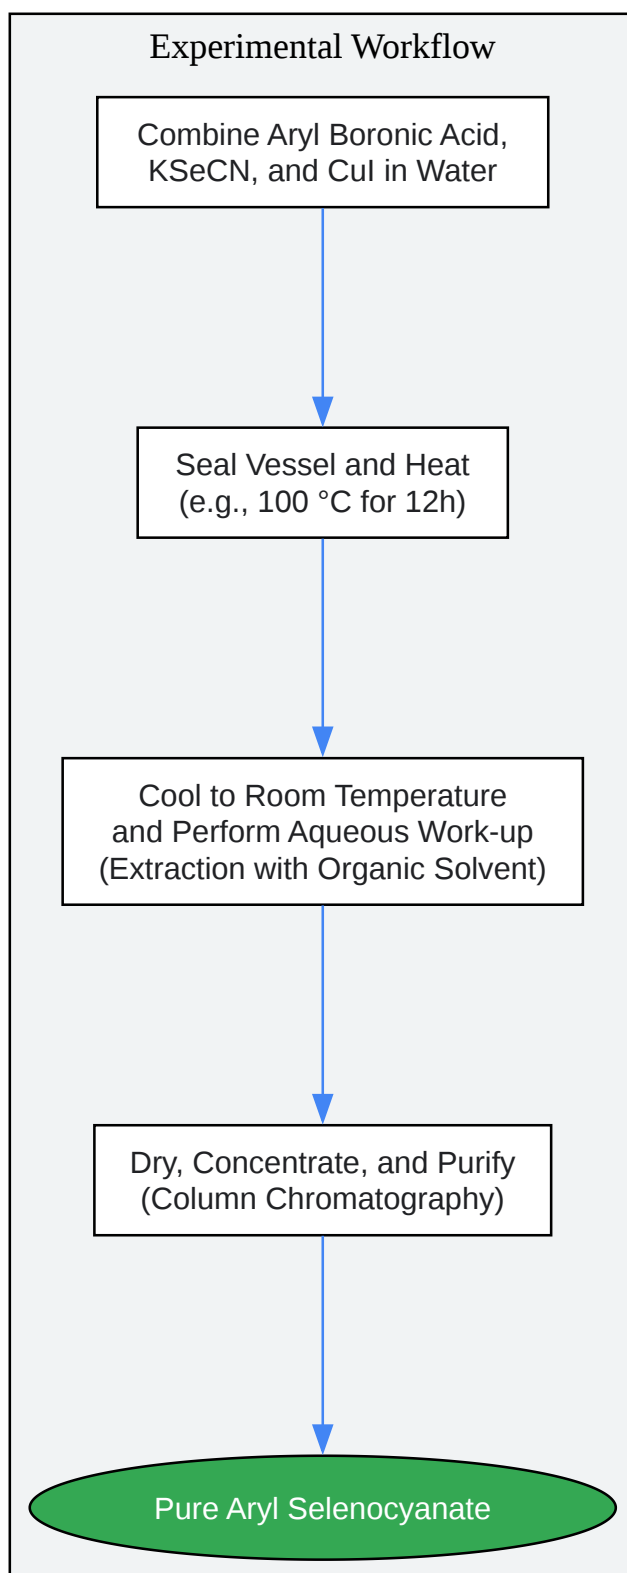 Experimental Workflow
Combine Aryl Boronic Acid,
KSeCN, and CuI in Water
Seal Vessel and Heat
(e.g., 100 °C for 12h)
Cool to Room Temperature
and Perform Aqueous Work-up
(Extraction with Organic Solvent)
Dry, Concentrate, and Purify
(Column Chromatography)
Pure Aryl Selenocyanate